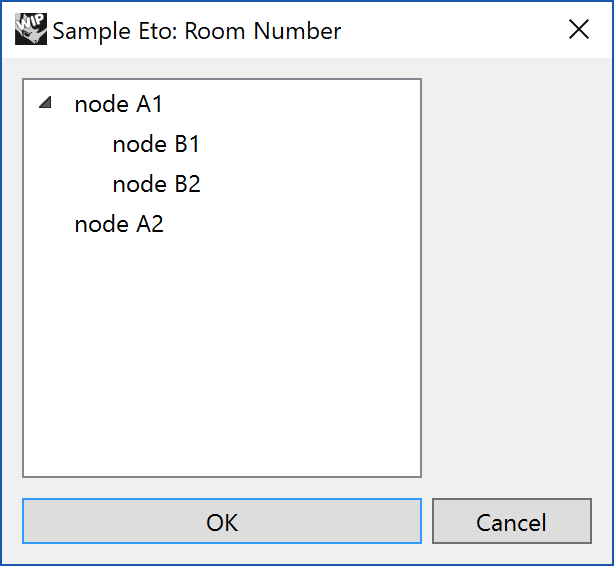 WIP
Sample Eto: Room Number
node A1
node B1
node B2
node A2
OK
Cancel